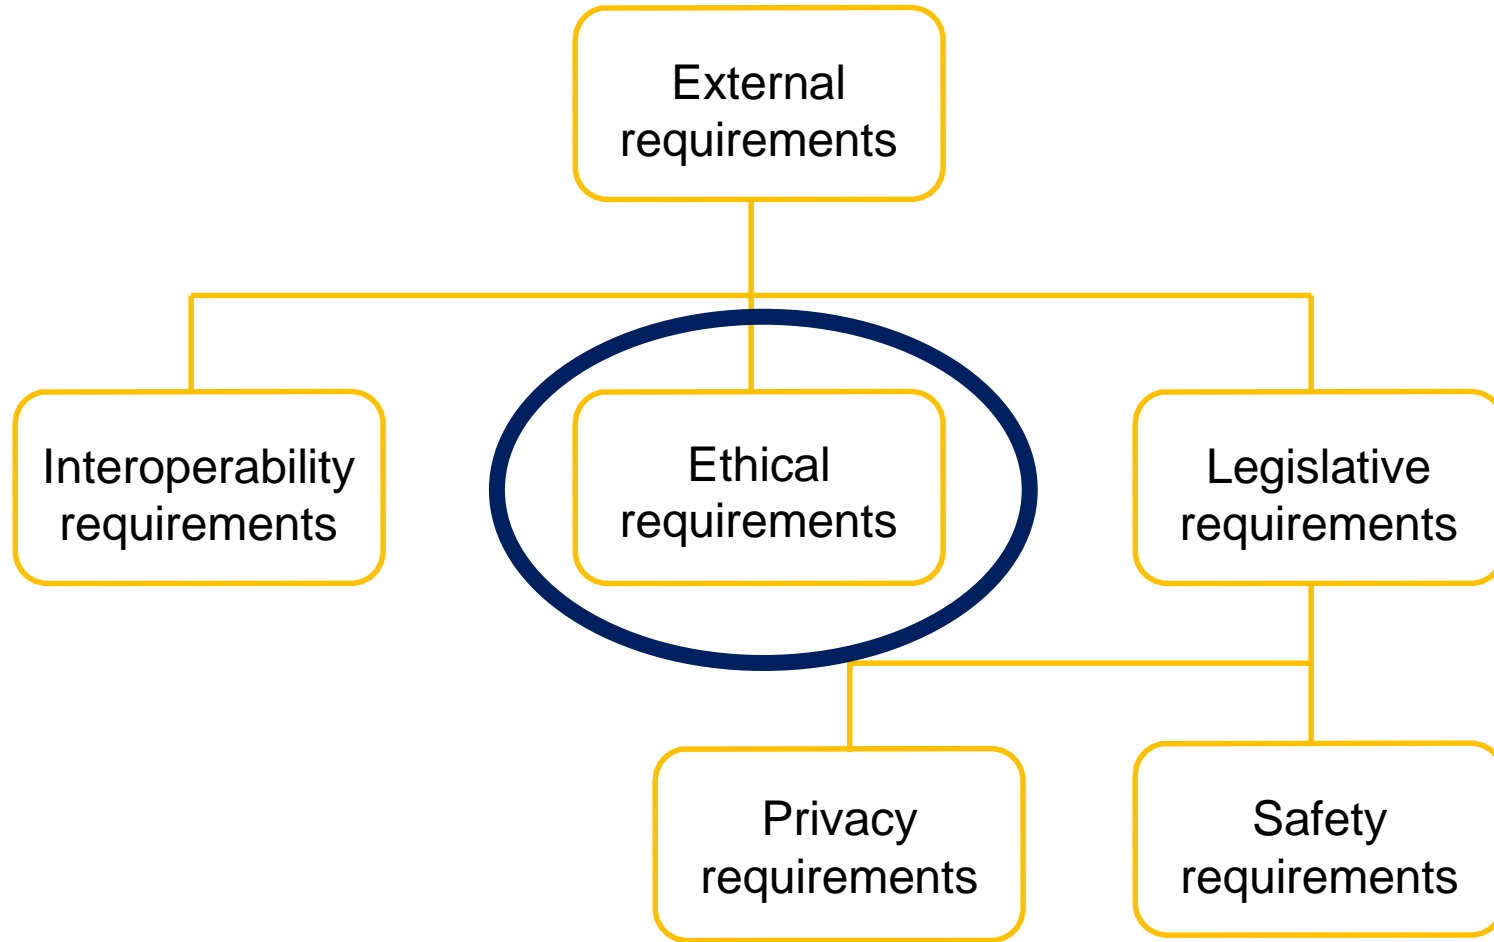 External
requirements
Interoperability
requirements
Ethical
requirements
Legislative
requirements
Privacy
requirements
Safety
requirements